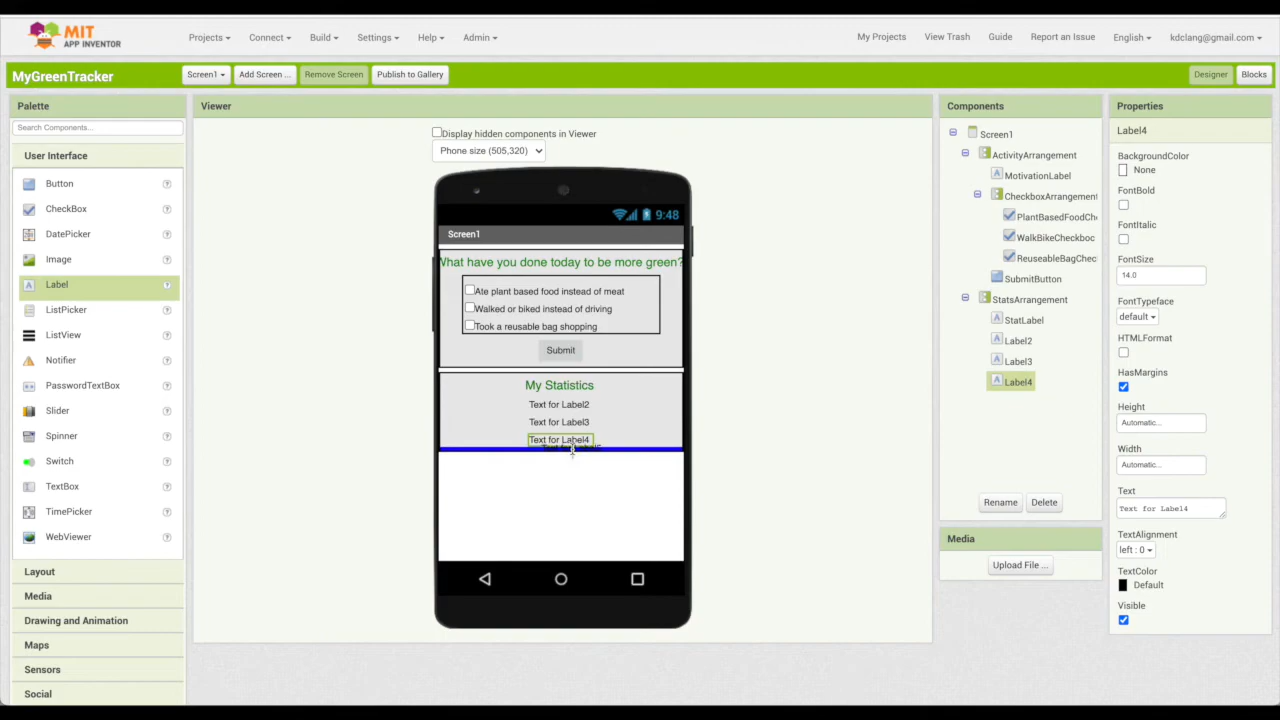 MIT
APP INVENTOR
Projects
Connect
Build
Settings
Help
Admin
My Projects
View Trash
Guide
Report an Issue
English
kdclang@gmail.com
MyGreenTracker
Screen1
Add Screen ...
Remove Screen
Publish to Gallery
Designer
Blocks
Palette
Search Components...
User Interface
Button
?
CheckBox
?
DatePicker
?
Image
?
Label
?
ListPicker
?
ListView
?
Notifier
?
PasswordTextBox
?
Slider
?
Spinner
?
Switch
?
TextBox
?
TimePicker
?
WebViewer
?
Layout
Media
Drawing and Animation
Maps
Sensors
Social
Viewer
Display hidden components in Viewer
Phone size (505,320)
9:48
Screen1
What have you done today to be more green?
Ate plant based food instead of meat
Walked or biked instead of driving
Took a reusable bag shopping
Submit
My Statistics
Text for Label2
Text for Label3
Text for Label4
Components
Screen1
ActivityArrangement
A MotivationLabel
CheckboxArrangement
PlantBasedFoodChe
WalkBikeCheckboc
ReuseableBagChec
SubmitButton
StatsArrangement
A StatLabel
A Label2
A Label3
A Label4
Rename
Delete
Media
Upload File ...
Properties
Label4
BackgroundColor
None
FontBold
FontItalic
FontSize
14.0
FontTypeface
default
HTMLFormat
HasMargins
Height
Automatic...
Width
Automatic...
Text
Text for Label4
TextAlignment
left : 0
TextColor
Default
Visible